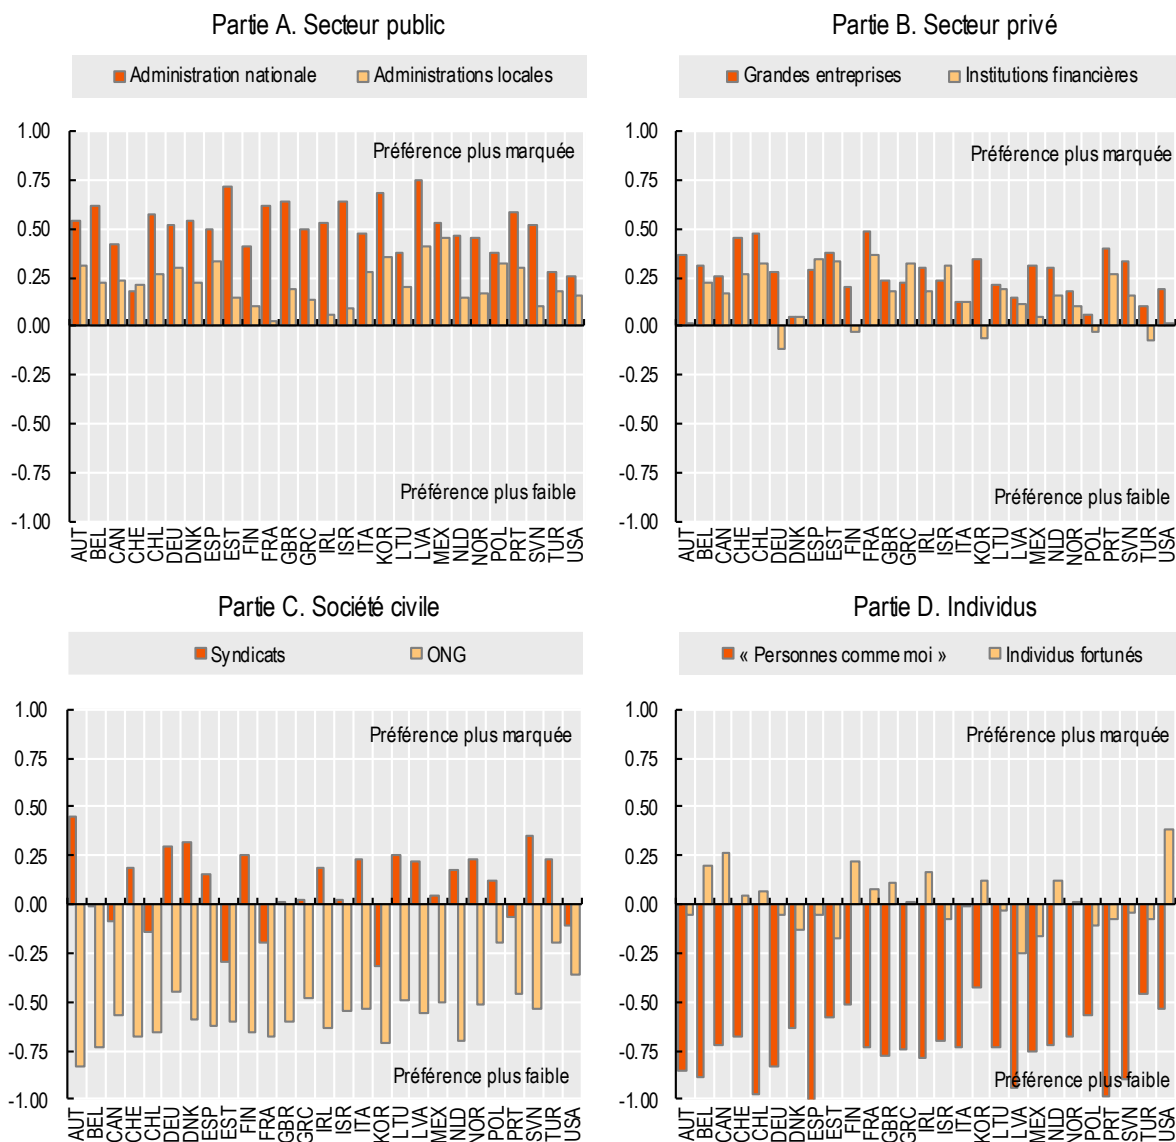 Partie A. Secteur public
Administration nationale Administrations locales
1.00
0.75
0.50
0.25
0.00
-0.25
-0.50
-0.75
-1.00
Préférence plus marquée
Préférence plus faible
AUT BEL CAN CHE CHL DEU DNK ESP EST FIN FRA GBR GRC IRL ISR ITA KOR LTU LVA MEX NLD NOR POL PRT SVN TUR USA
Partie B. Secteur privé
Grandes entreprises Institutions financières
1.00
0.75
0.50
0.25
0.00
-0.25
-0.50
-0.75
-1.00
Préférence plus marquée
Préférence plus faible
AUT BEL CAN CHE CHL DEU DNK ESP EST FIN FRA GBR GRC IRL ISR ITA KOR LTU LVA MEX NLD NOR POL PRT SVN TUR USA
Partie C. Société civile
Syndicats ONG
1.00
0.75
0.50
0.25
0.00
-0.25
-0.50
-0.75
-1.00
Préférence plus marquée
Préférence plus faible
AUT BEL CAN CHE CHL DEU DNK ESP EST FIN FRA GBR GRC IRL ISR ITA KOR LTU LVA MEX NLD NOR POL PRT SVN TUR USA
Partie D. Individus
« Personnes comme moi » Individus fortunés
1.00
0.75
0.50
0.25
0.00
-0.25
-0.50
-0.75
-1.00
Préférence plus marquée
Préférence plus faible
AUT BEL CAN CHE CHL DEU DNK ESP EST FIN FRA GBR GRC IRL ISR ITA KOR LTU LVA MEX NLD NOR POL PRT SVN TUR USA